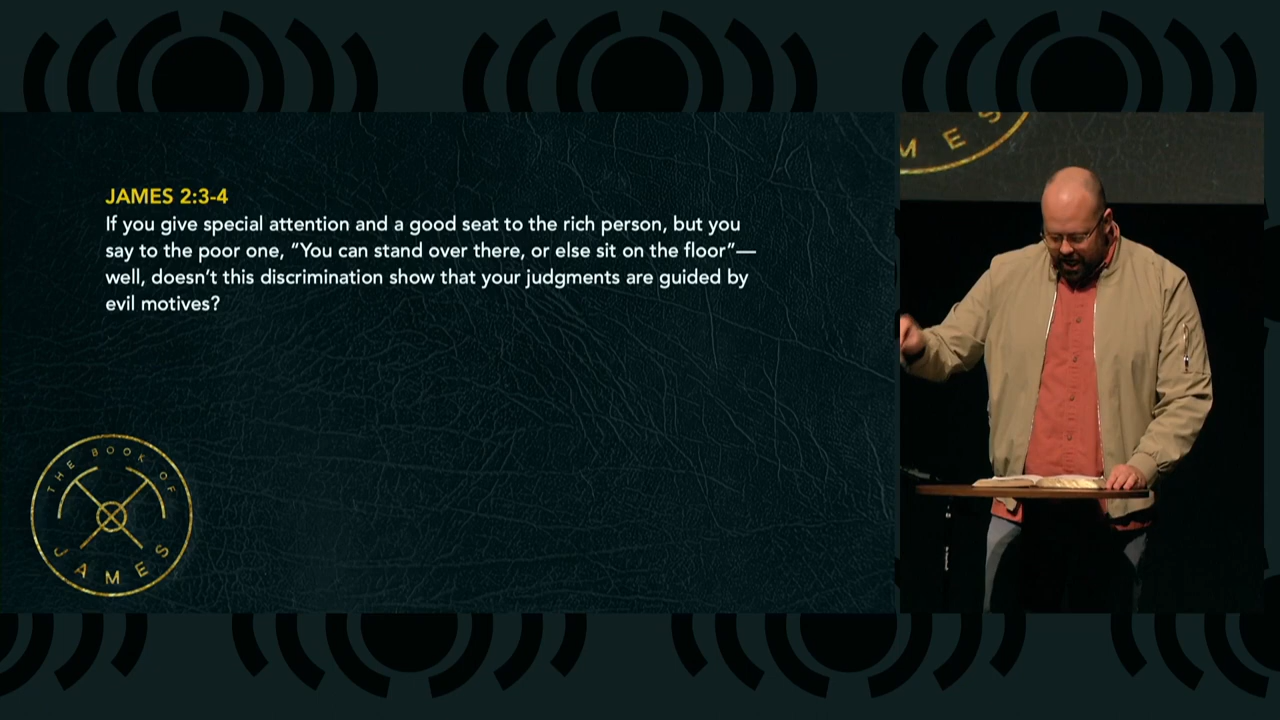 JAMES 2:3-4
If you give special attention and a good seat to the rich person, but you
say to the poor one, “You can stand over there, or else sit on the floor”—
well, doesn’t this discrimination show that your judgments are guided by
evil motives?
THE BOOK OF
JAMES
MES